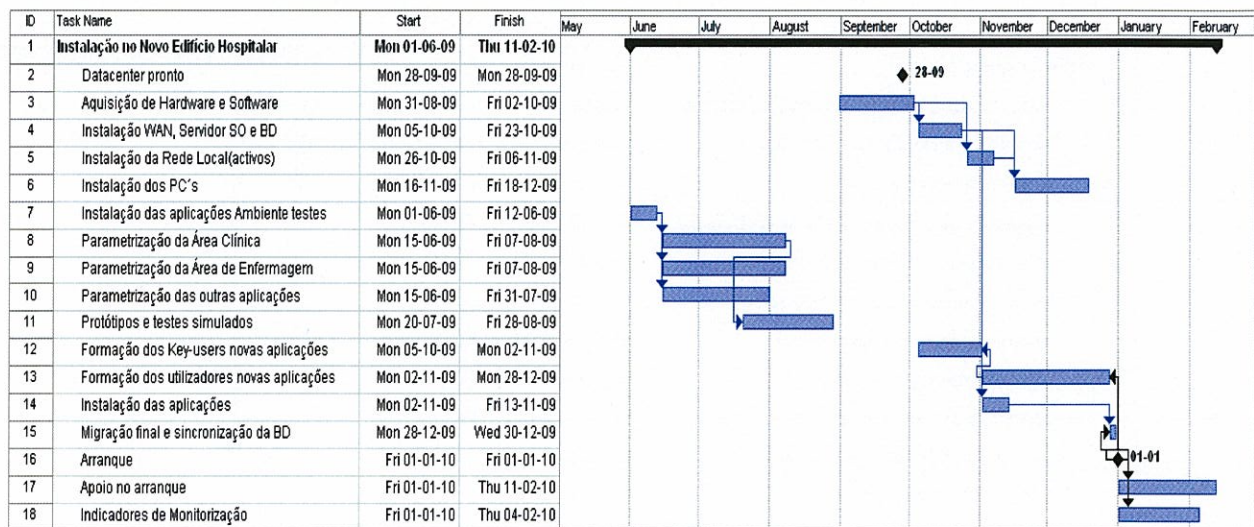 ID Task Name Start Finish May June July August September October November December January February
1 Instalação no Novo Edifício Hospitalar Mon 01-06-09 Thu 11-02-10
2 Datacenter pronto Mon 28-09-09 Mon 28-09-09 28-09
3 Aquisição de Hardware e Software Mon 31-08-09 Fri 02-10-09
4 Instalação WAN, Servidor SO e BD Mon 05-10-09 Fri 23-10-09
5 Instalação da Rede Local(activos) Mon 26-10-09 Fri 06-11-09
6 Instalação dos PC´s Mon 16-11-09 Fri 18-12-09
7 Instalação das aplicações Ambiente testes Mon 01-06-09 Fri 12-06-09
8 Parametrização da Área Clínica Mon 15-06-09 Fri 07-08-09
9 Parametrização da Área de Enfermagem Mon 15-06-09 Fri 07-08-09
10 Parametrização das outras aplicações Mon 15-06-09 Fri 31-07-09
11 Protótipos e testes simulados Mon 20-07-09 Fri 28-08-09
12 Formação dos Key-users novas aplicações Mon 05-10-09 Mon 02-11-09
13 Formação dos utilizadores novas aplicações Mon 02-11-09 Mon 28-12-09
14 Instalação das aplicações Mon 02-11-09 Fri 13-11-09
15 Migração final e sincronização da BD Mon 28-12-09 Wed 30-12-09
16 Arranque Fri 01-01-10 Fri 01-01-10 01-01
17 Apoio no arranque Fri 01-01-10 Thu 11-02-10
18 Indicadores de Monitorização Fri 01-01-10 Thu 04-02-10